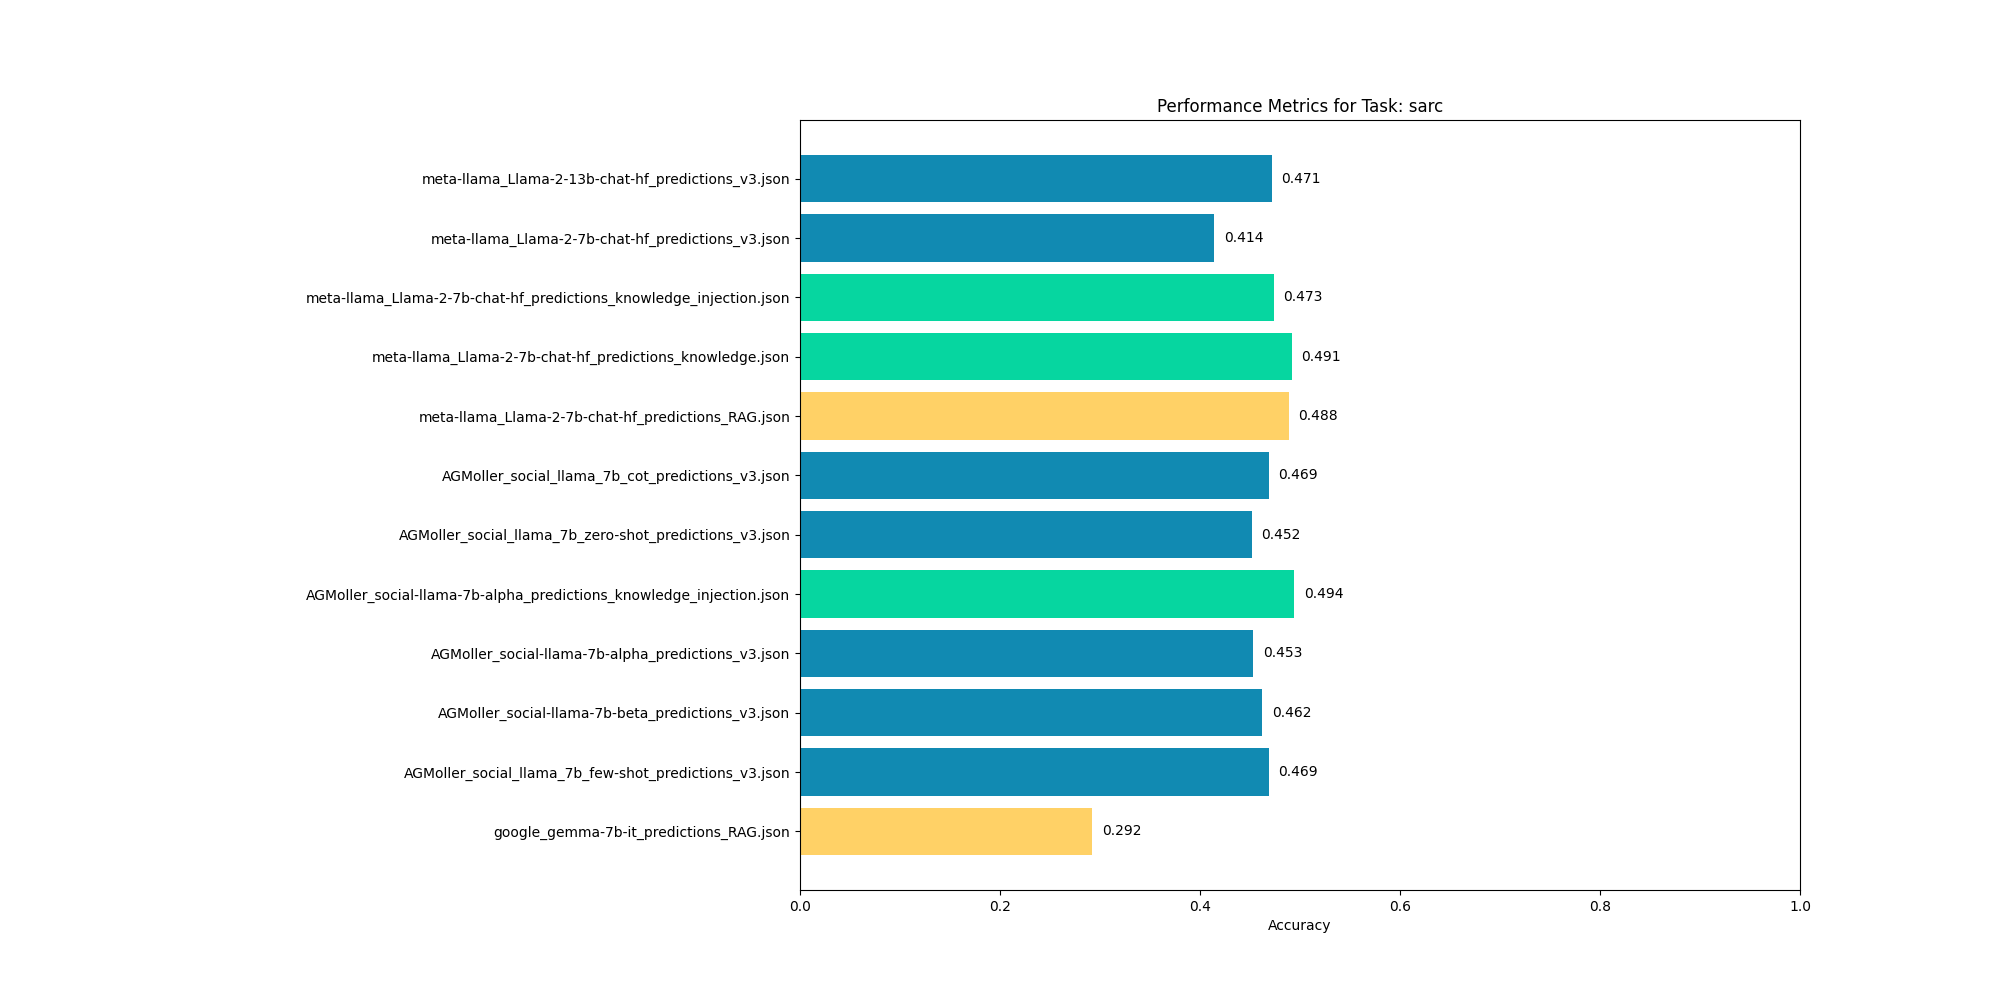 Performance Metrics for Task: sarc
meta-llama_Llama-2-13b-chat-hf_predictions_v3.json 0.471
meta-llama_Llama-2-7b-chat-hf_predictions_v3.json 0.414
meta-llama_Llama-2-7b-chat-hf_predictions_knowledge_injection.json 0.473
meta-llama_Llama-2-7b-chat-hf_predictions_knowledge.json 0.491
meta-llama_Llama-2-7b-chat-hf_predictions_RAG.json 0.488
AGMoller_social_llama_7b_cot_predictions_v3.json 0.469
AGMoller_social_llama_7b_zero-shot_predictions_v3.json 0.452
AGMoller_social-llama-7b-alpha_predictions_knowledge_injection.json 0.494
AGMoller_social-llama-7b-alpha_predictions_v3.json 0.453
AGMoller_social-llama-7b-beta_predictions_v3.json 0.462
AGMoller_social_llama_7b_few-shot_predictions_v3.json 0.469
google_gemma-7b-it_predictions_RAG.json 0.292
0.0 0.2 0.4 0.6 0.8 1.0
Accuracy